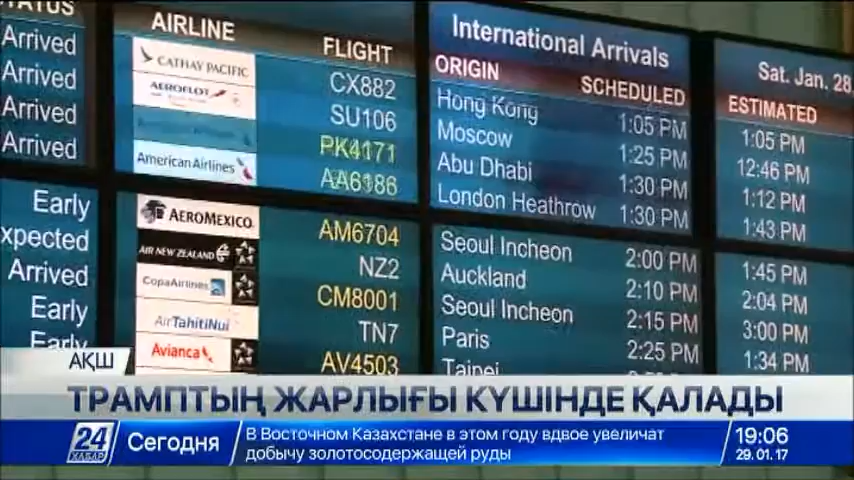 STATUS
Arrived
Arrived
Arrived
Arrived
Early
xpected
Arrived
Early
Early
AIRLINE
FLIGHT
CATHAY PACIFIC
CX882
AEROFLOT
SU106
PK4171
American Airlines
AA6186
AEROMEXICO
AM6704
AIR NEW ZEALAND
NZ2
CopaAirlines
CM8001
AirTahitiNui
TN7
Avianca
AV4503
International Arrivals
ORIGIN
SCHEDULED
Hong Kong 1:05 PM
Moscow 1:25 PM
Abu Dhabi 1:30 PM
London Heathrow 1:30 PM
Seoul Incheon 2:00 PM
Auckland 2:10 PM
Seoul Incheon 2:15 PM
Paris 2:25 PM
Taipei
Sat. Jan. 28,
ESTIMATED
1:05 PM
12:46 PM
1:12 PM
1:43 PM
1:45 PM
2:04 PM
3:00 PM
1:34 PM
АҚШ
ТРАМПТЫҢ ЖАРЛЫҒЫ КҮШІНДЕ ҚАЛАДЫ
24
ХАБАР
Сегодня
В Восточном Казахстане в этом году вдвое увеличат
добычу золотосодержащей руды
19:06
29.01.17